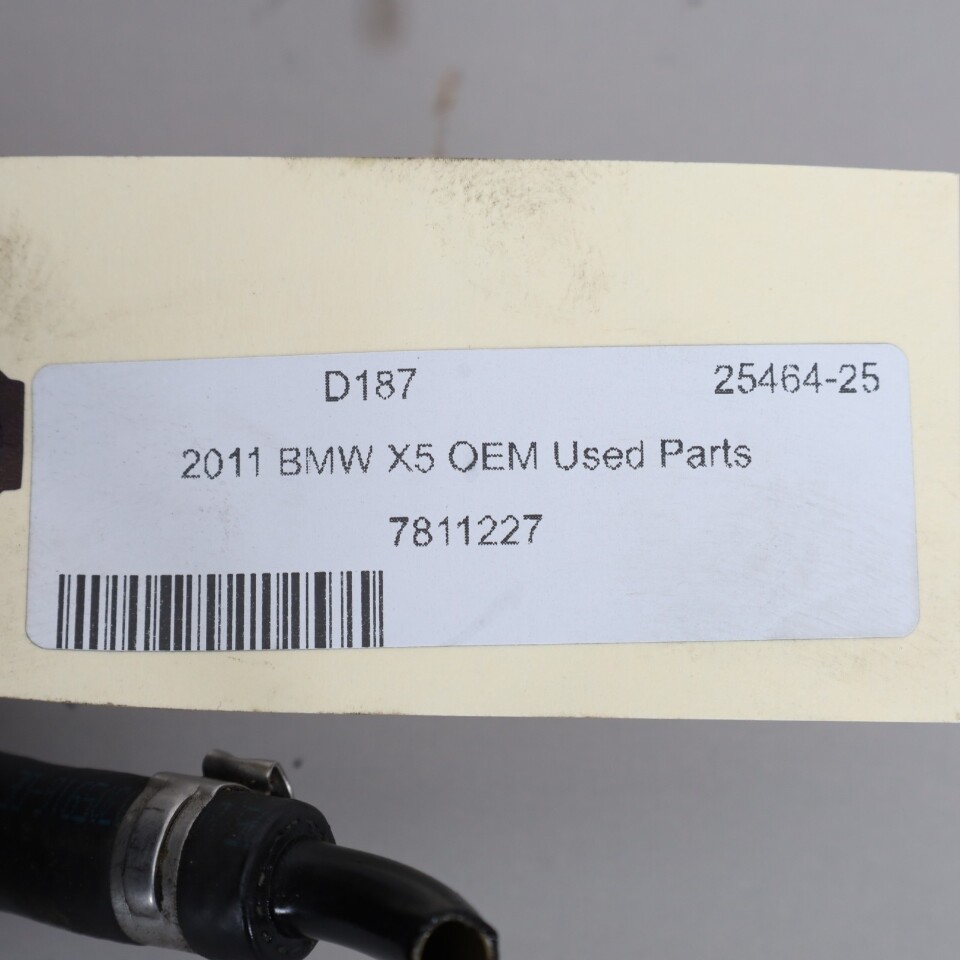 D187 25464-25
2011 BMW X5 OEM Used Parts
7811227